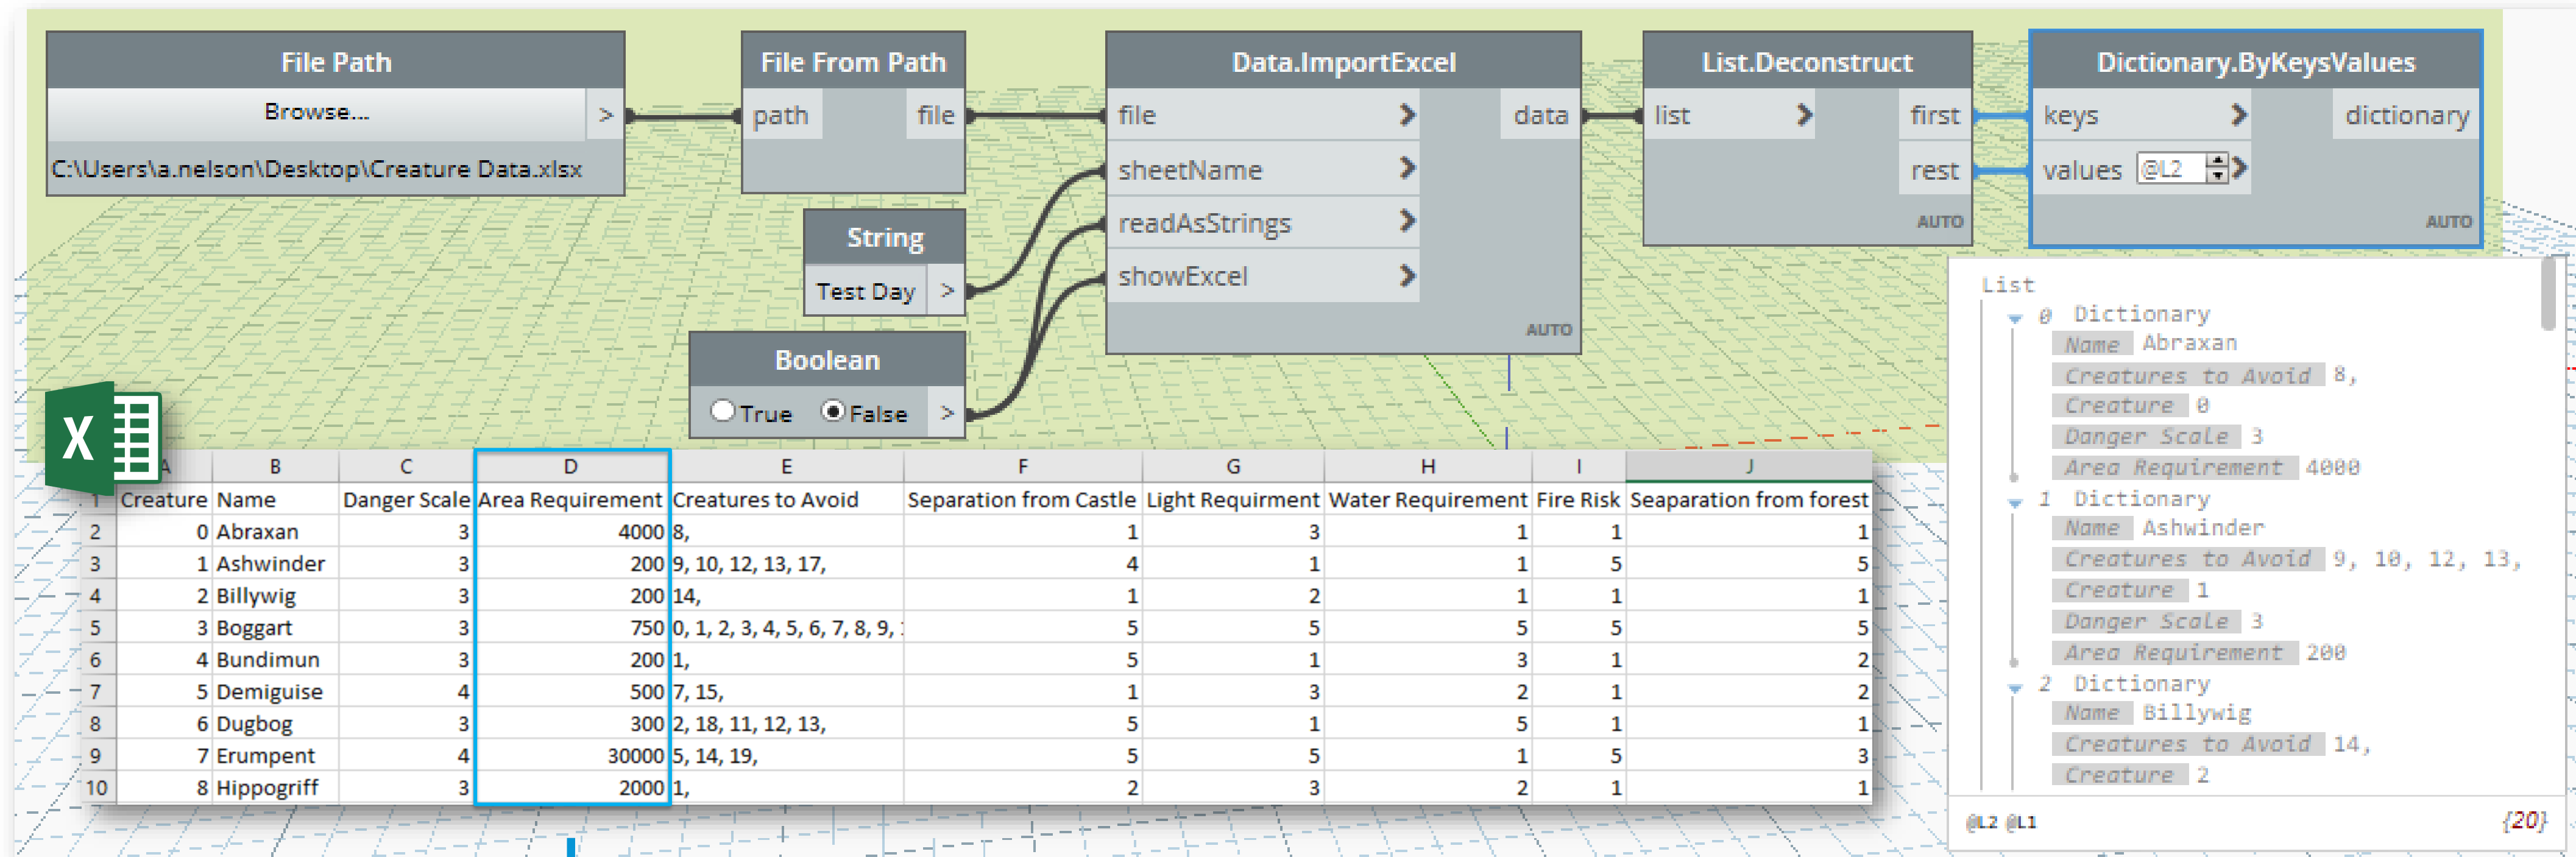 File Path
Browse... >
C:\Users\a.nelson\Desktop\Creature Data.xlsx
File From Path
path file
String
Test Day >
Boolean
True False >
Data.ImportExcel
file > data
sheetName >
readAsStrings >
showExcel >
AUTO
List.Deconstruct
list > first
rest
AUTO
Dictionary.ByKeysValues
keys > dictionary
values @L2 >
AUTO
X
A B C D E F G H I J
1 Creature Name Danger Scale Area Requirement Creatures to Avoid Separation from Castle Light Requirment Water Requirement Fire Risk Seaparation from forest
2 0 Abraxan 3 4000 8, 1 3 1 1 1
3 1 Ashwinder 3 200 9, 10, 12, 13, 17, 4 1 1 5 5
4 2 Billywig 3 200 14, 1 2 1 1 1
5 3 Boggart 3 750 0, 1, 2, 3, 4, 5, 6, 7, 8, 9, 5 5 5 5 5
6 4 Bundimun 3 200 1, 5 1 3 1 2
7 5 Demiguise 4 500 7, 15, 1 3 2 1 2
8 6 Dugbog 3 300 2, 18, 11, 12, 13, 5 1 5 1 1
9 7 Erumpent 4 30000 5, 14, 19, 5 5 1 5 3
10 8 Hippogriff 3 2000 1, 2 3 2 1 1
List
0 Dictionary
Name Abraxan
Creatures to Avoid 8,
Creature 0
Danger Scale 3
Area Requirement 4000
1 Dictionary
Name Ashwinder
Creatures to Avoid 9, 10, 12, 13,
Creature 1
Danger Scale 3
Area Requirement 200
2 Dictionary
Name Billywig
Creatures to Avoid 14,
Creature 2
@L2 @L1 {20}